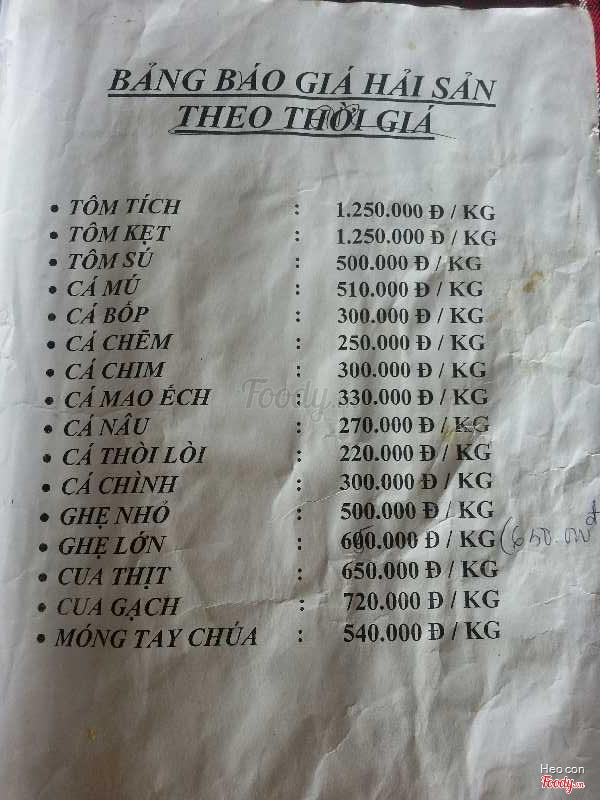 BẢNG BÁO GIÁ HẢI SẢN
THEO THỜI GIÁ
• TÔM TÍCH : 1.250.000 Đ / KG
• TÔM KẸT : 1.250.000 Đ / KG
• TÔM SÚ : 500.000 Đ / KG
• CÁ MÚ : 510.000 Đ / KG
• CÁ BỐP : 300.000 Đ / KG
• CÁ CHẼM : 250.000 Đ / KG
• CÁ CHIM : 300.000 Đ / KG
• CÁ MAO ẾCH : 330.000 Đ / KG
• CÁ NÂU : 270.000 Đ / KG
• CÁ THÒI LÒI : 220.000 Đ / KG
• CÁ CHÌNH : 300.000 Đ / KG
• GHẸ NHỎ : 500.000 Đ / KG
• GHẸ LỚN : 600.000 Đ / KG (650.000đ
• CUA THỊT : 650.000 Đ / KG
• CUA GẠCH : 720.000 Đ / KG
• MÓNG TAY CHÚA : 540.000 Đ / KG
Foody.vn
Heo con
Foody.vn